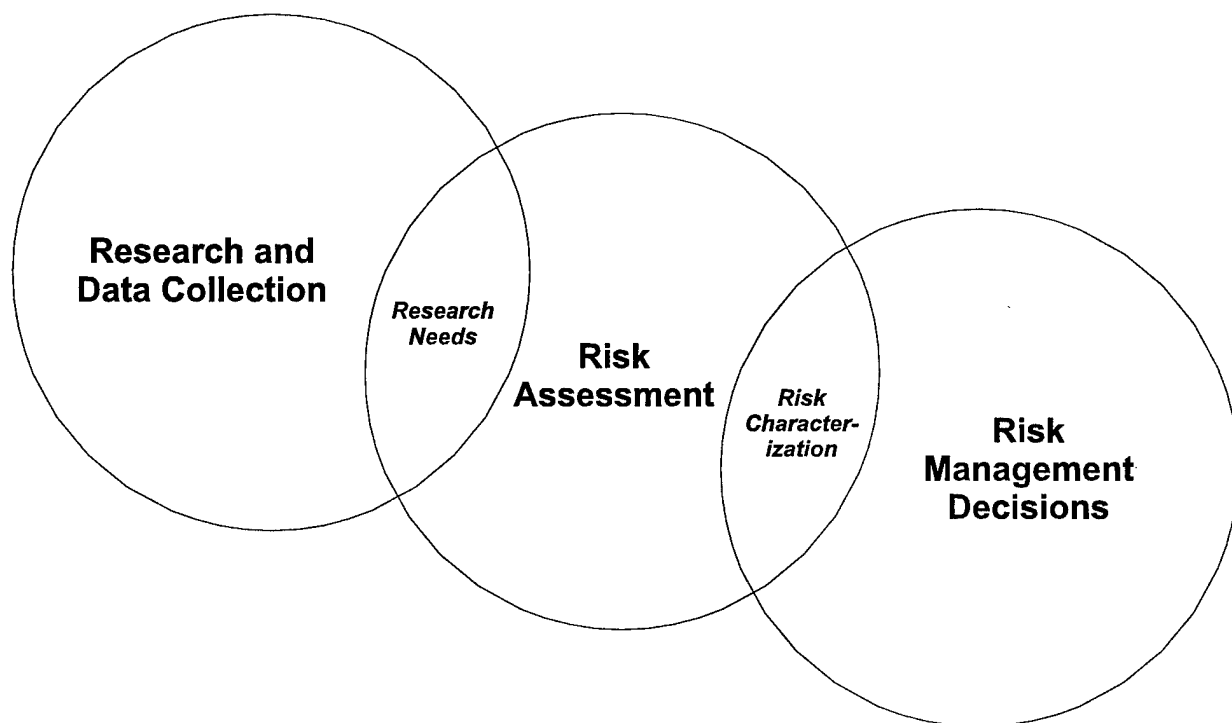 Research and
Data Collection
Research
Needs
Risk
Assessment
Risk
Character-
ization
Risk
Management
Decisions